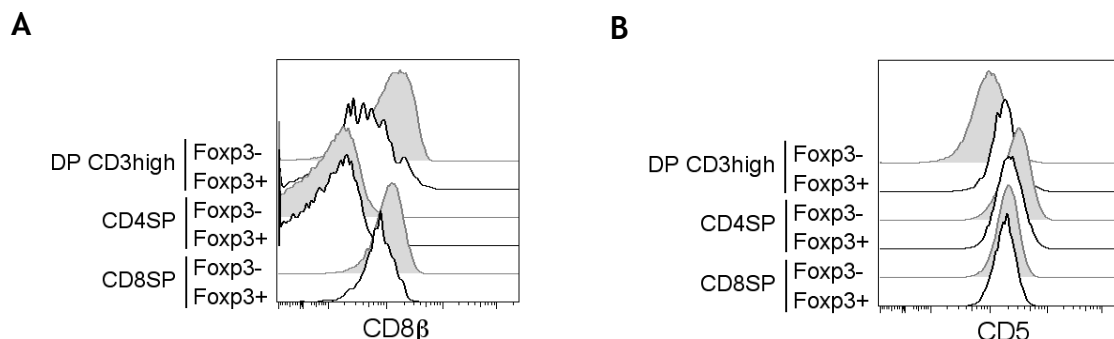 A
DP CD3high
Foxp3-
Foxp3+
CD4SP
Foxp3-
Foxp3+
CD8SP
Foxp3-
Foxp3+
CD8β
B
DP CD3high
Foxp3-
Foxp3+
CD4SP
Foxp3-
Foxp3+
CD8SP
Foxp3-
Foxp3+
CD5